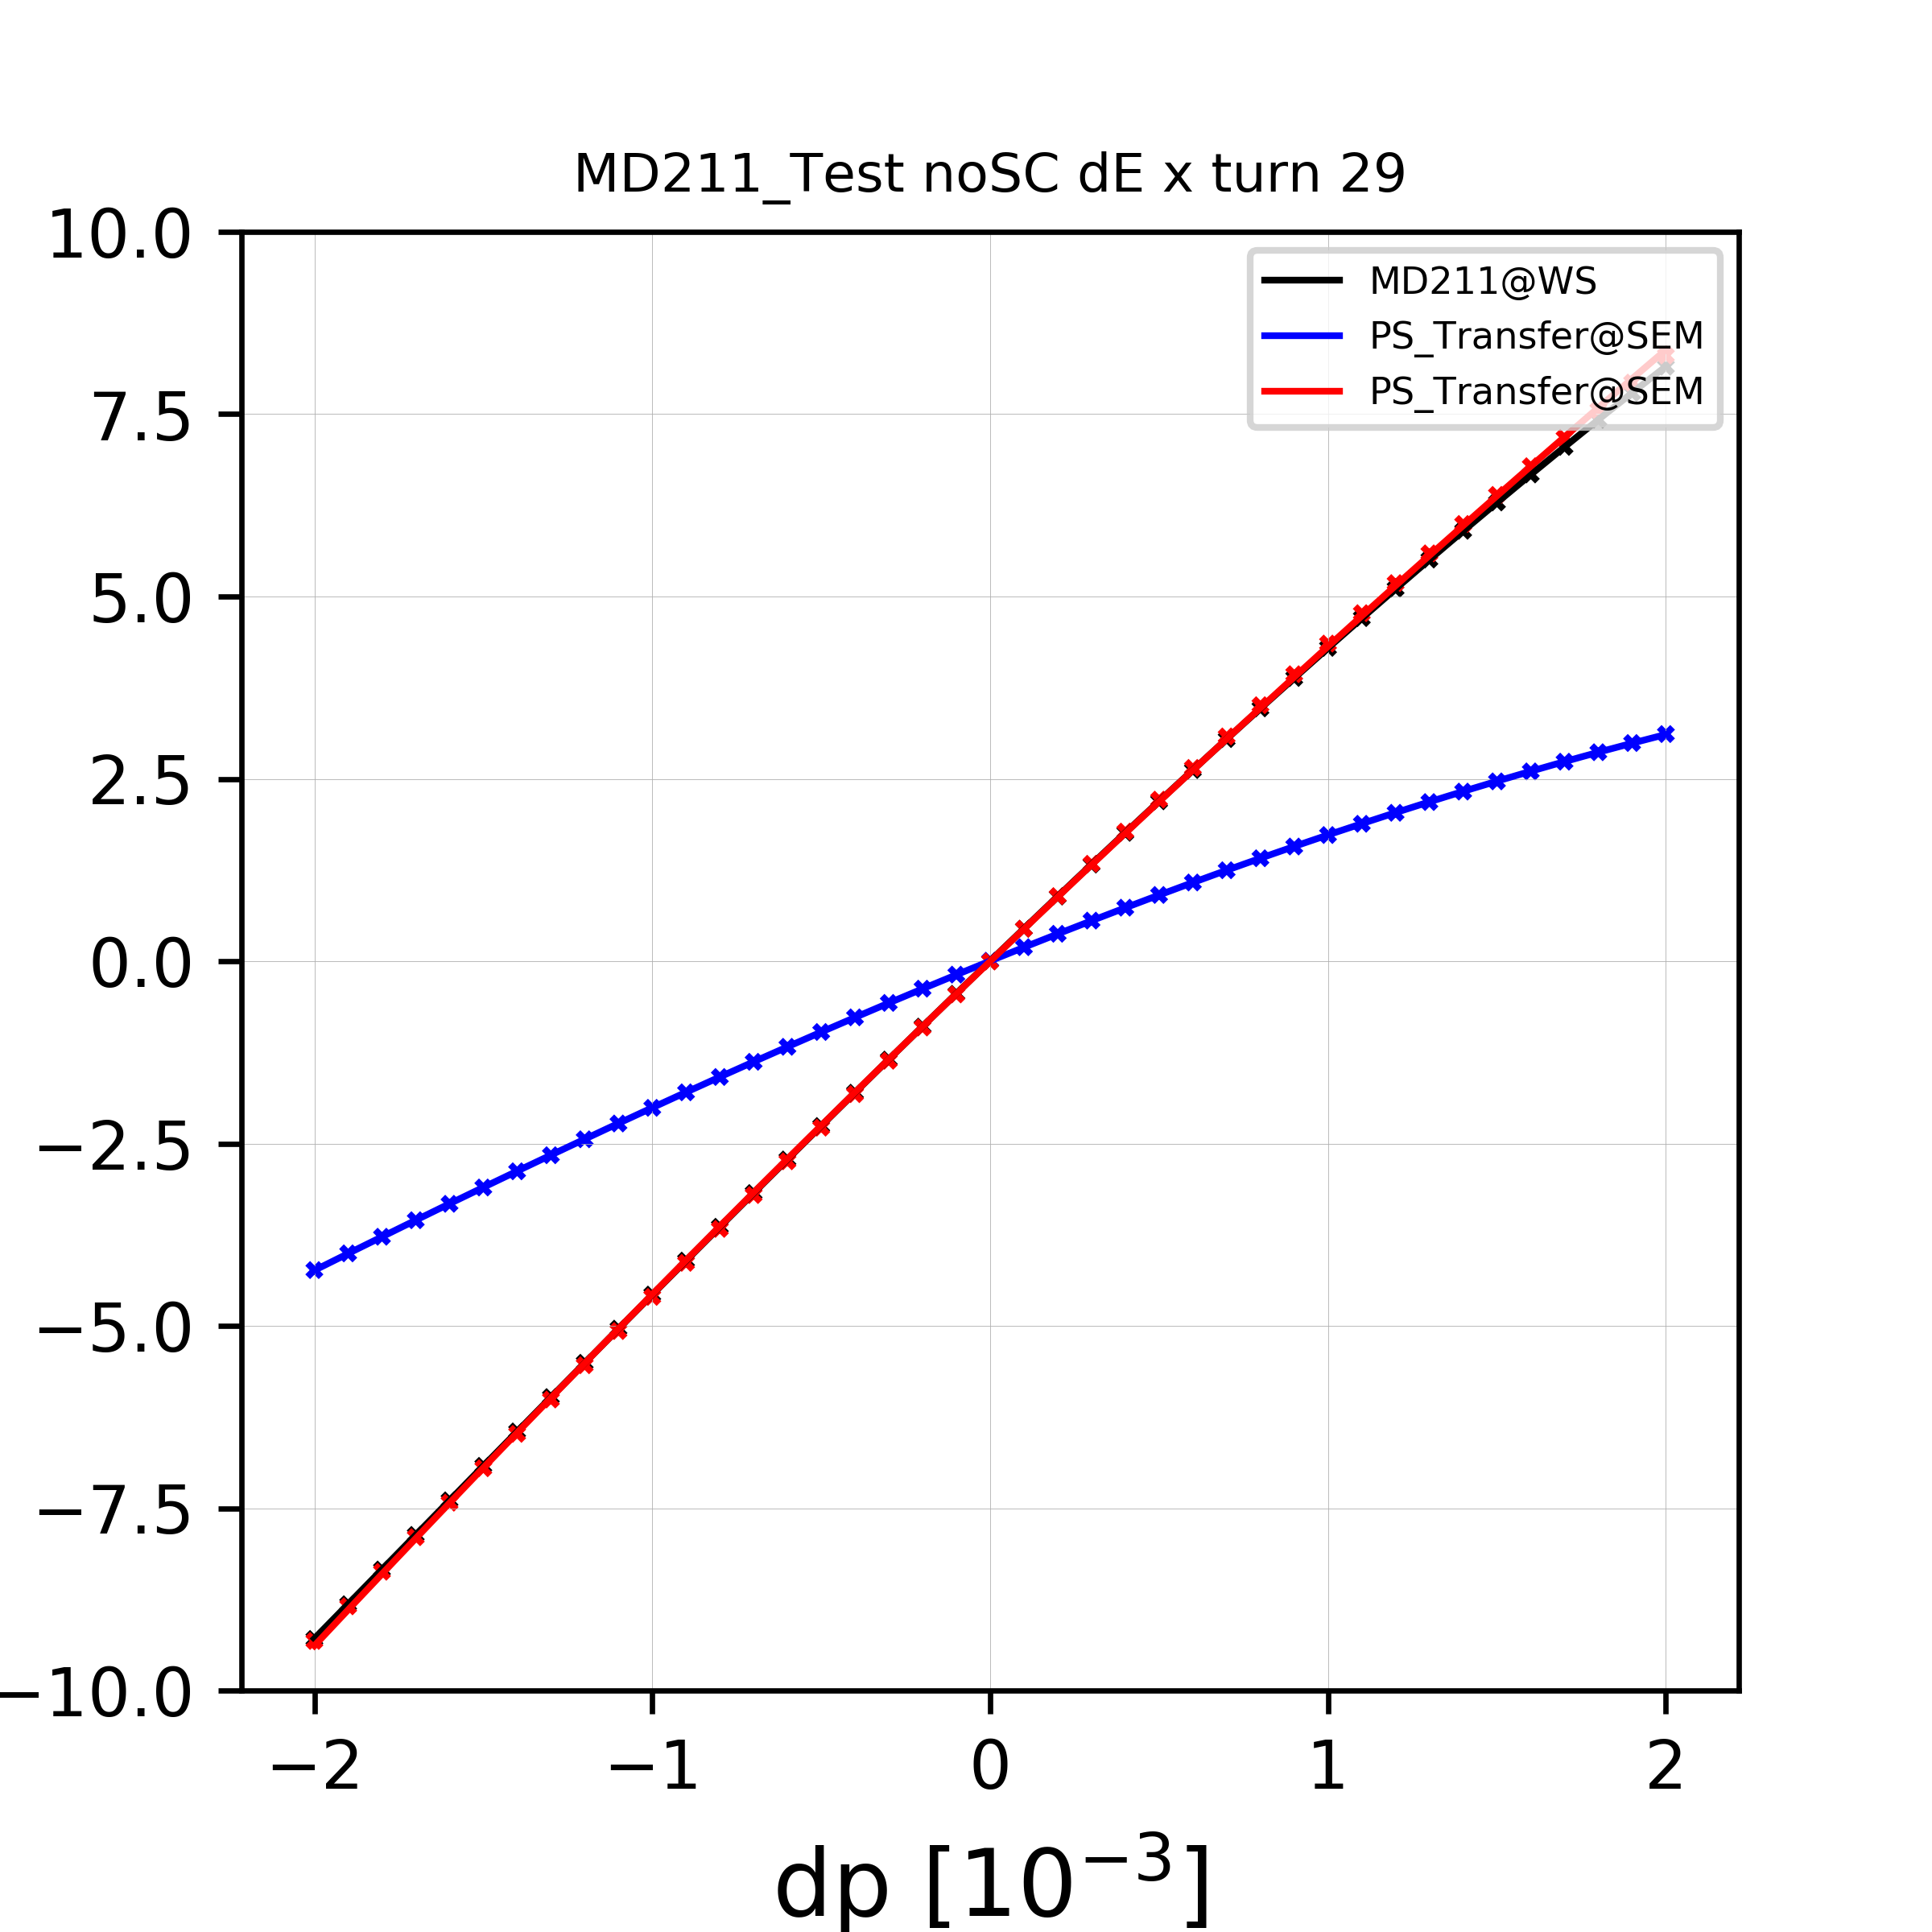 MD211_Test noSC dE x turn 29
10.0
7.5
5.0
2.5
0.0
−2.5
−5.0
−7.5
−10.0
MD211@WS
PS_Transfer@SEM
PS_Transfer@SEM
−2 −1 0 1 2
dp [10⁻³]